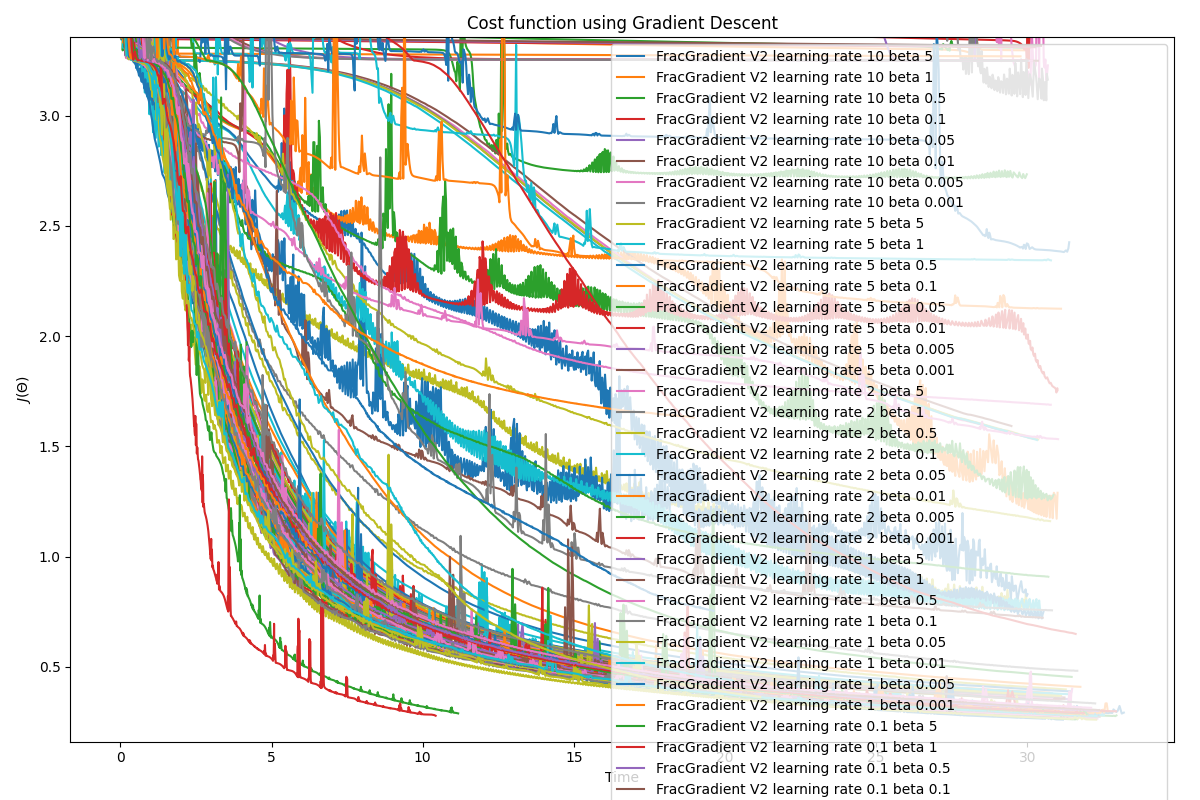 Cost function using Gradient Descent
J(Θ)
3.0
2.5
2.0
1.5
1.0
0.5
0
5
10
15
20
25
30
Time
FracGradient V2 learning rate 10 beta 5
FracGradient V2 learning rate 10 beta 1
FracGradient V2 learning rate 10 beta 0.5
FracGradient V2 learning rate 10 beta 0.1
FracGradient V2 learning rate 10 beta 0.05
FracGradient V2 learning rate 10 beta 0.01
FracGradient V2 learning rate 10 beta 0.005
FracGradient V2 learning rate 10 beta 0.001
FracGradient V2 learning rate 5 beta 5
FracGradient V2 learning rate 5 beta 1
FracGradient V2 learning rate 5 beta 0.5
FracGradient V2 learning rate 5 beta 0.1
FracGradient V2 learning rate 5 beta 0.05
FracGradient V2 learning rate 5 beta 0.01
FracGradient V2 learning rate 5 beta 0.005
FracGradient V2 learning rate 5 beta 0.001
FracGradient V2 learning rate 2 beta 5
FracGradient V2 learning rate 2 beta 1
FracGradient V2 learning rate 2 beta 0.5
FracGradient V2 learning rate 2 beta 0.1
FracGradient V2 learning rate 2 beta 0.05
FracGradient V2 learning rate 2 beta 0.01
FracGradient V2 learning rate 2 beta 0.005
FracGradient V2 learning rate 2 beta 0.001
FracGradient V2 learning rate 1 beta 5
FracGradient V2 learning rate 1 beta 1
FracGradient V2 learning rate 1 beta 0.5
FracGradient V2 learning rate 1 beta 0.1
FracGradient V2 learning rate 1 beta 0.05
FracGradient V2 learning rate 1 beta 0.01
FracGradient V2 learning rate 1 beta 0.005
FracGradient V2 learning rate 1 beta 0.001
FracGradient V2 learning rate 0.1 beta 5
FracGradient V2 learning rate 0.1 beta 1
FracGradient V2 learning rate 0.1 beta 0.5
FracGradient V2 learning rate 0.1 beta 0.1